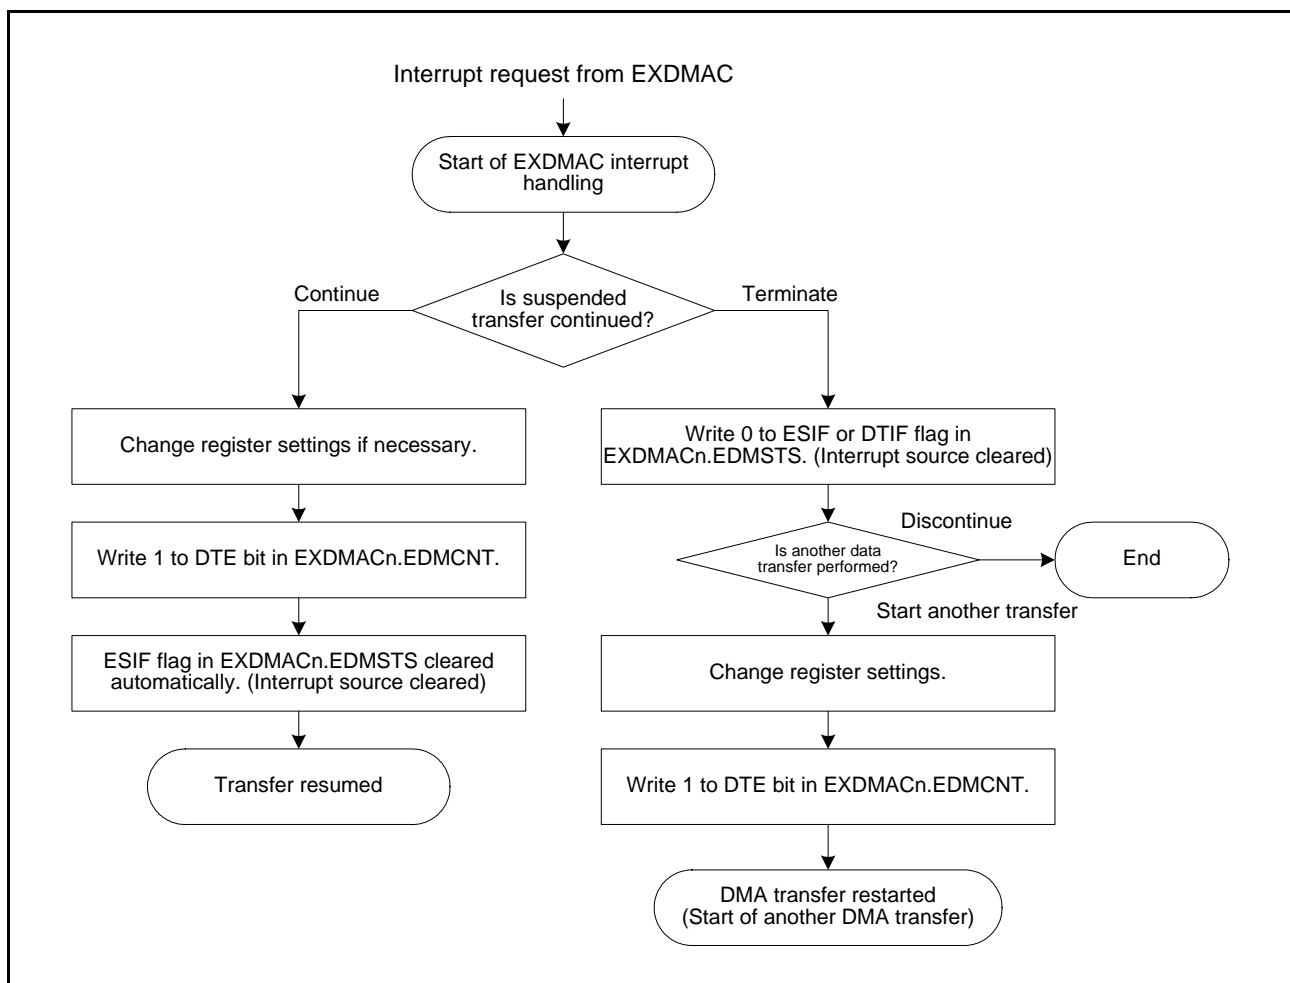 Interrupt request from EXDMAC
Start of EXDMAC interrupt
handling
Is suspended
transfer continued?
Continue
Terminate
Change register settings if necessary.
Write 1 to DTE bit in EXDMACn.EDMCNT.
ESIF flag in EXDMACn.EDMSTS cleared
automatically. (Interrupt source cleared)
Transfer resumed
Write 0 to ESIF or DTIF flag in
EXDMACn.EDMSTS. (Interrupt source cleared)
Is another data
transfer performed?
Discontinue
End
Start another transfer
Change register settings.
Write 1 to DTE bit in EXDMACn.EDMCNT.
DMA transfer restarted
(Start of another DMA transfer)